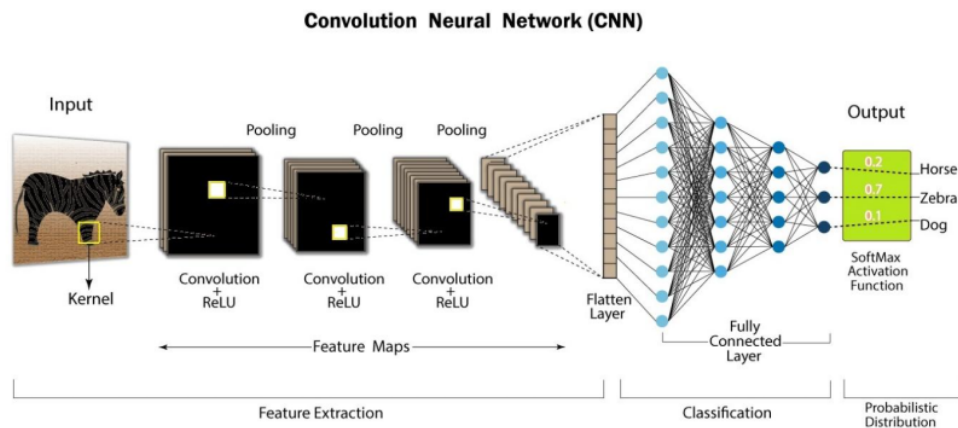 Convolution Neural Network (CNN)
Input
Kernel
Pooling
Pooling
Pooling
Convolution
+
ReLU
Convolution
+
ReLU
Convolution
+
ReLU
Feature Maps
Flatten
Layer
Fully
Connected
Layer
Output
0.2
Horse
0.7
Zebra
0.1
Dog
SoftMax
Activation
Function
Feature Extraction
Classification
Probabilistic
Distribution